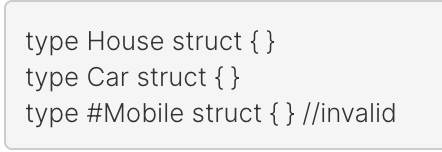 type House struct { }
type Car struct { }
type #Mobile struct { } //invalid